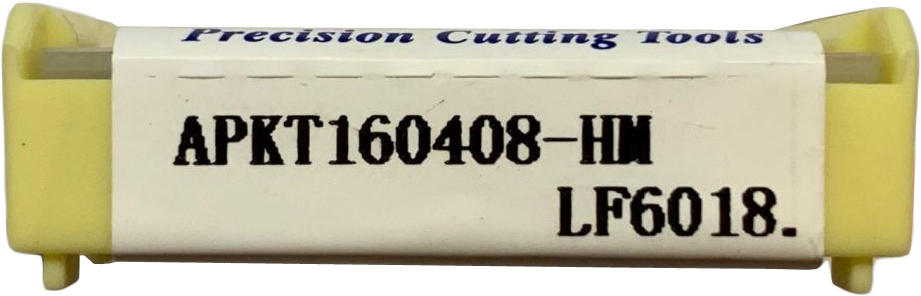 Precision Cutting Tools
APKT160408-HM
LF6018.